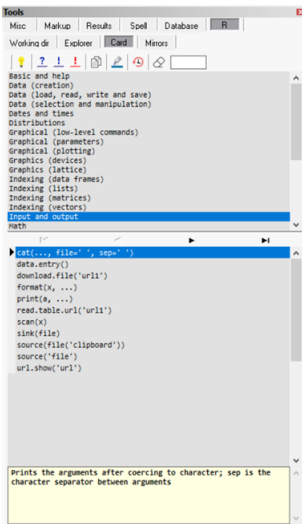 Tools
Misc Markup Results Spell Database R
Working dir Explorer Card Mirrors
Basic and help
Data (creation)
Data (load, read, write and save)
Data (selection and manipulation)
Dates and times
Distributions
Graphical (low-level commands)
Graphical (parameters)
Graphical (plotting)
Graphics (devices)
Graphics (lattice)
Indexing (data frames)
Indexing (lists)
Indexing (matrices)
Indexing (vectors)
Input and output
Math
cat(..., file=' ', sep=' ')
data.entry()
download.file('url1')
format(x, ...)
print(a, ...)
read.table.url('url1')
scan(x)
sink(file)
source(file('clipboard'))
source('file')
url.show('url')
Prints the arguments after coercing to character; sep is the
character separator between arguments